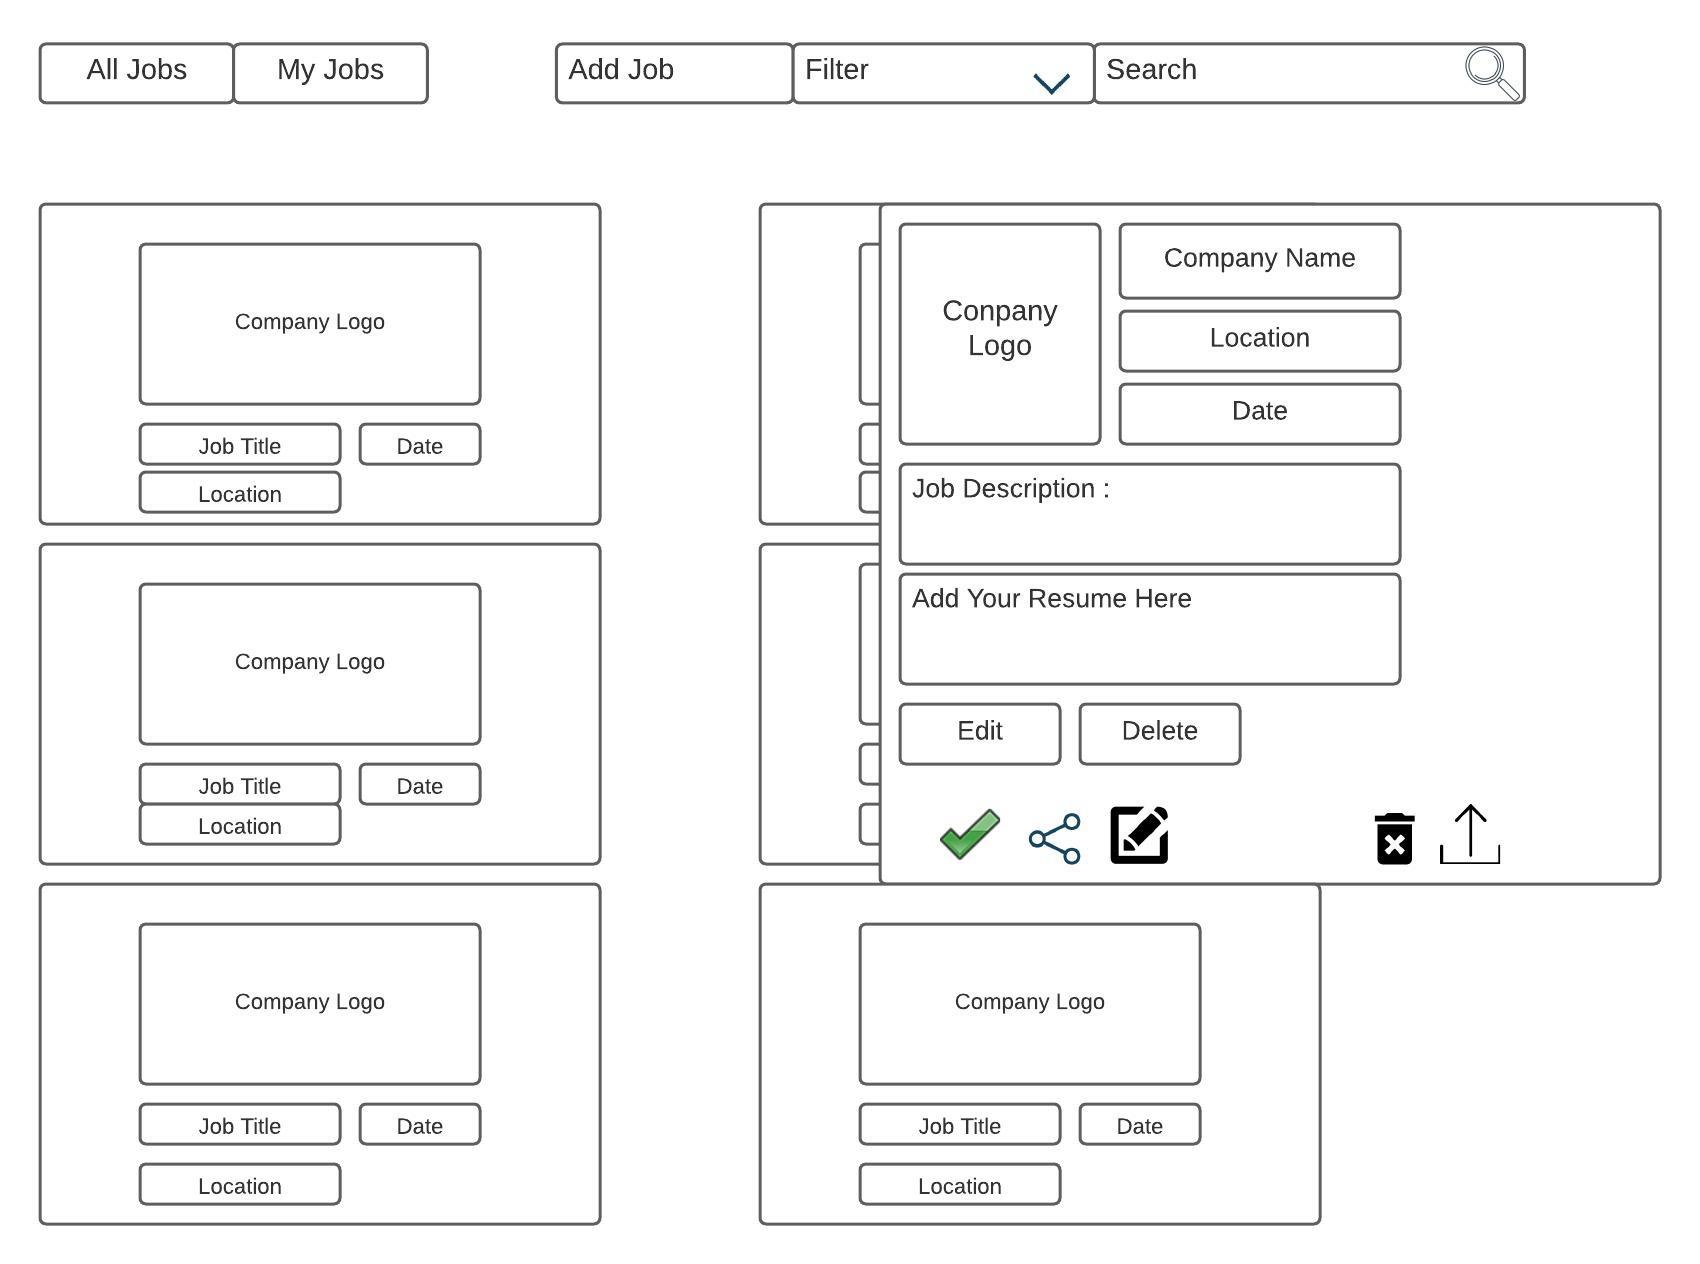 All Jobs
My Jobs
Add Job
Filter
Search
Company Logo
Job Title
Date
Location
Conpany
Logo
Company Name
Location
Date
Job Description :
Add Your Resume Here
Edit
Delete
Company Logo
Job Title
Date
Location
Company Logo
Job Title
Date
Location
Company Logo
Job Title
Date
Location